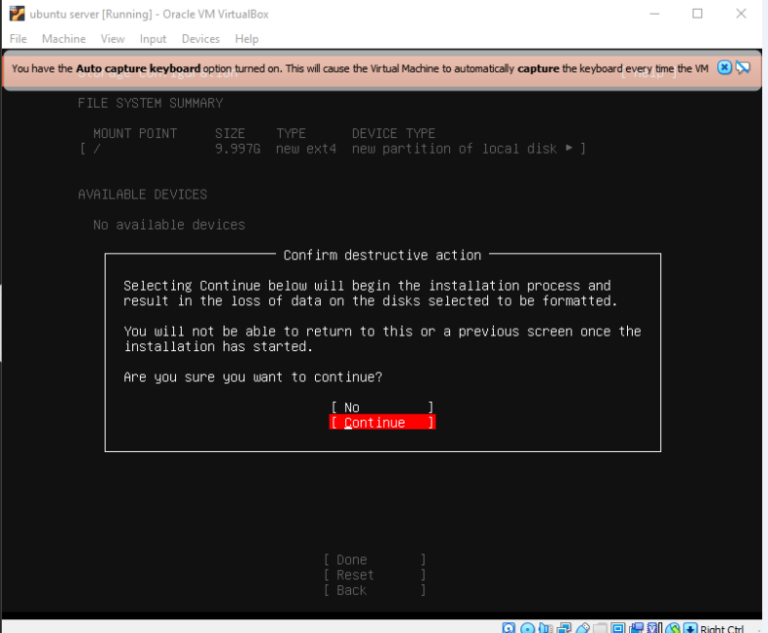 ubuntu server [Running] - Oracle VM VirtualBox
File Machine View Input Devices Help
You have the Auto capture keyboard option turned on. This will cause the Virtual Machine to automatically capture the keyboard every time the VM
Storage configuration [ Help ]
FILE SYSTEM SUMMARY
MOUNT POINT SIZE TYPE DEVICE TYPE
[ / 9.997G new ext4 new partition of local disk ▸ ]
AVAILABLE DEVICES
No available devices
Confirm destructive action
Selecting Continue below will begin the installation process and
result in the loss of data on the disks selected to be formatted.
You will not be able to return to this or a previous screen once the
installation has started.
Are you sure you want to continue?
[ No ]
[ Continue ]
[ Done ]
[ Reset ]
[ Back ]
Right Ctrl